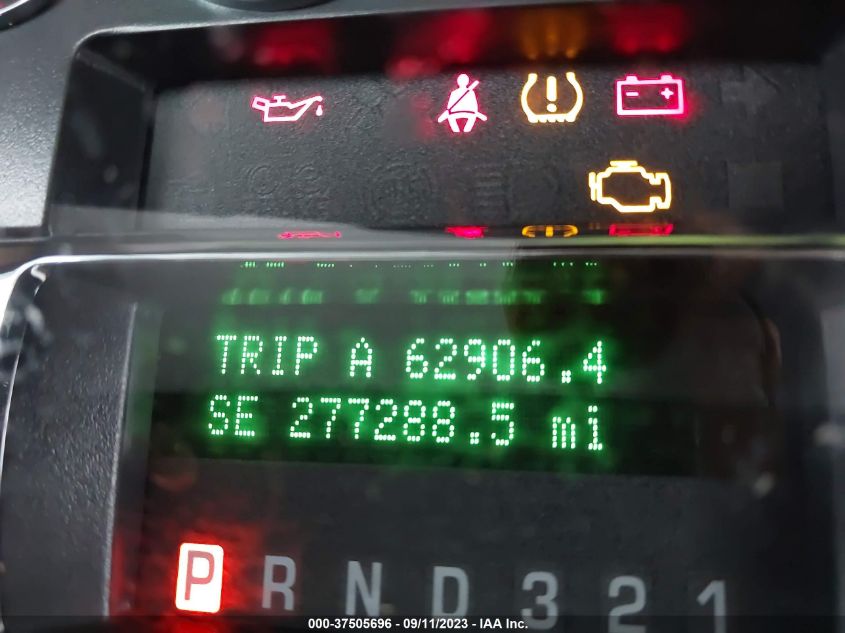 TRIP A 62906.4
SE 277288.5 mi
P R N D 3 2 1
000-37505696 - 09/11/2023 - IAA Inc.